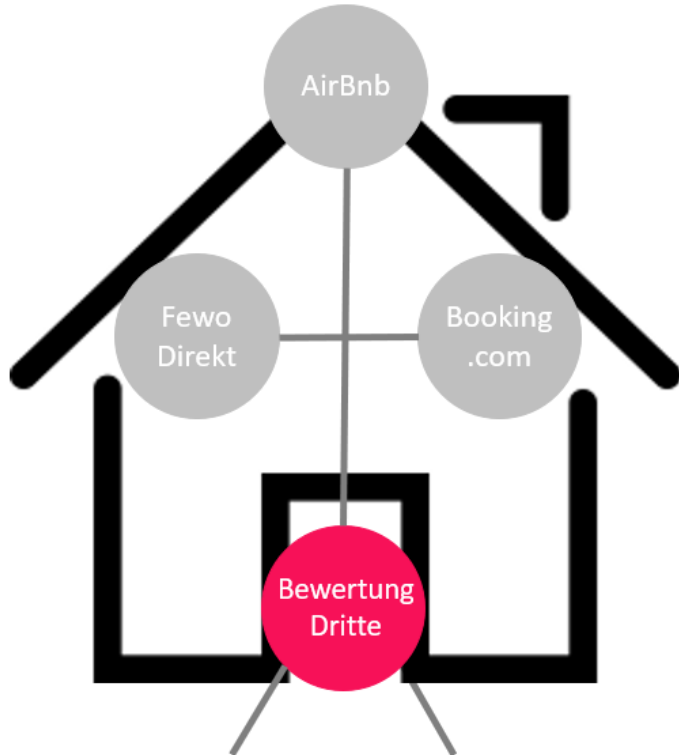 AirBnb
Fewo
Direkt
Booking
.com
Bewertung
Dritte